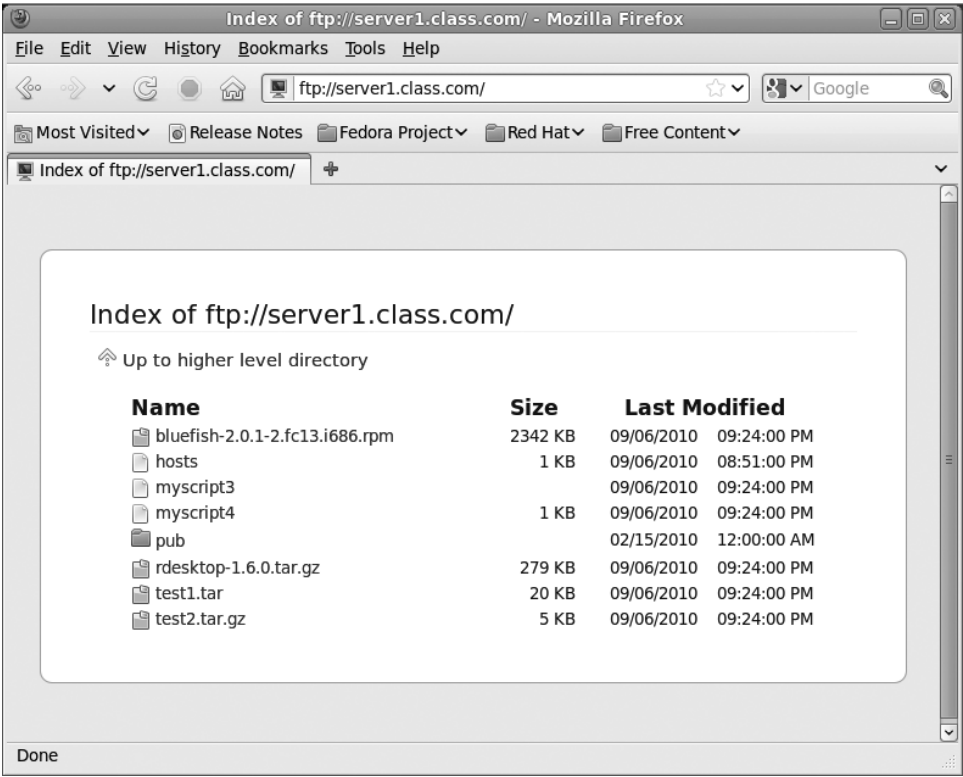 Index of ftp://server1.class.com/ - Mozilla Firefox
File Edit View History Bookmarks Tools Help
ftp://server1.class.com/ Google
Most Visited Release Notes Fedora Project Red Hat Free Content
Index of ftp://server1.class.com/
Index of ftp://server1.class.com/
Up to higher level directory
Name Size Last Modified
bluefish-2.0.1-2.fc13.i686.rpm 2342 KB 09/06/2010 09:24:00 PM
hosts 1 KB 09/06/2010 08:51:00 PM
myscript3 09/06/2010 09:24:00 PM
myscript4 1 KB 09/06/2010 09:24:00 PM
pub 02/15/2010 12:00:00 AM
rdesktop-1.6.0.tar.gz 279 KB 09/06/2010 09:24:00 PM
test1.tar 20 KB 09/06/2010 09:24:00 PM
test2.tar.gz 5 KB 09/06/2010 09:24:00 PM
Done